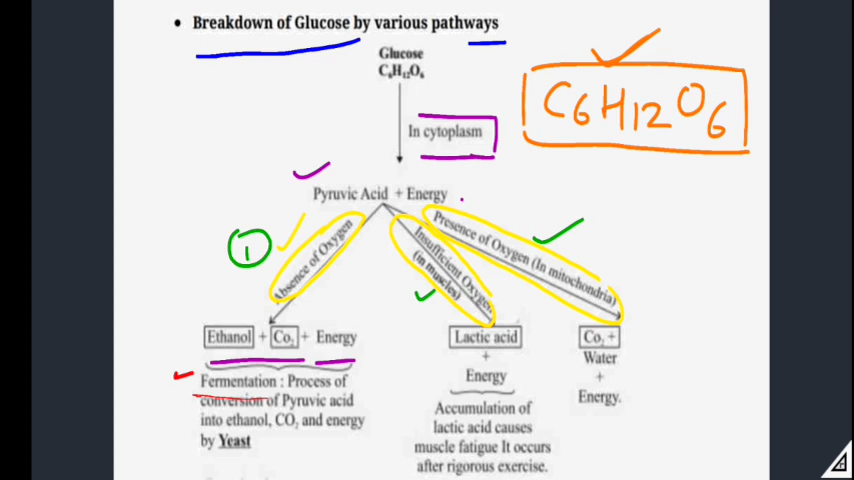 • Breakdown of Glucose by various pathways
Glucose
C₆H₁₂O₆
C6H12O6
In cytoplasm
Pyruvic Acid + Energy
1
Absence of Oxygen
Insufficient Oxygen
(in muscles)
Presence of Oxygen (In mitochondria)
Ethanol + Co₂ + Energy
Fermentation : Process of
conversion of Pyruvic acid
into ethanol, CO₂ and energy
by Yeast
Lactic acid
+
Energy
Accumulation of
lactic acid causes
muscle fatigue It occurs
after rigorous exercise.
Co₂ +
Water
+
Energy.